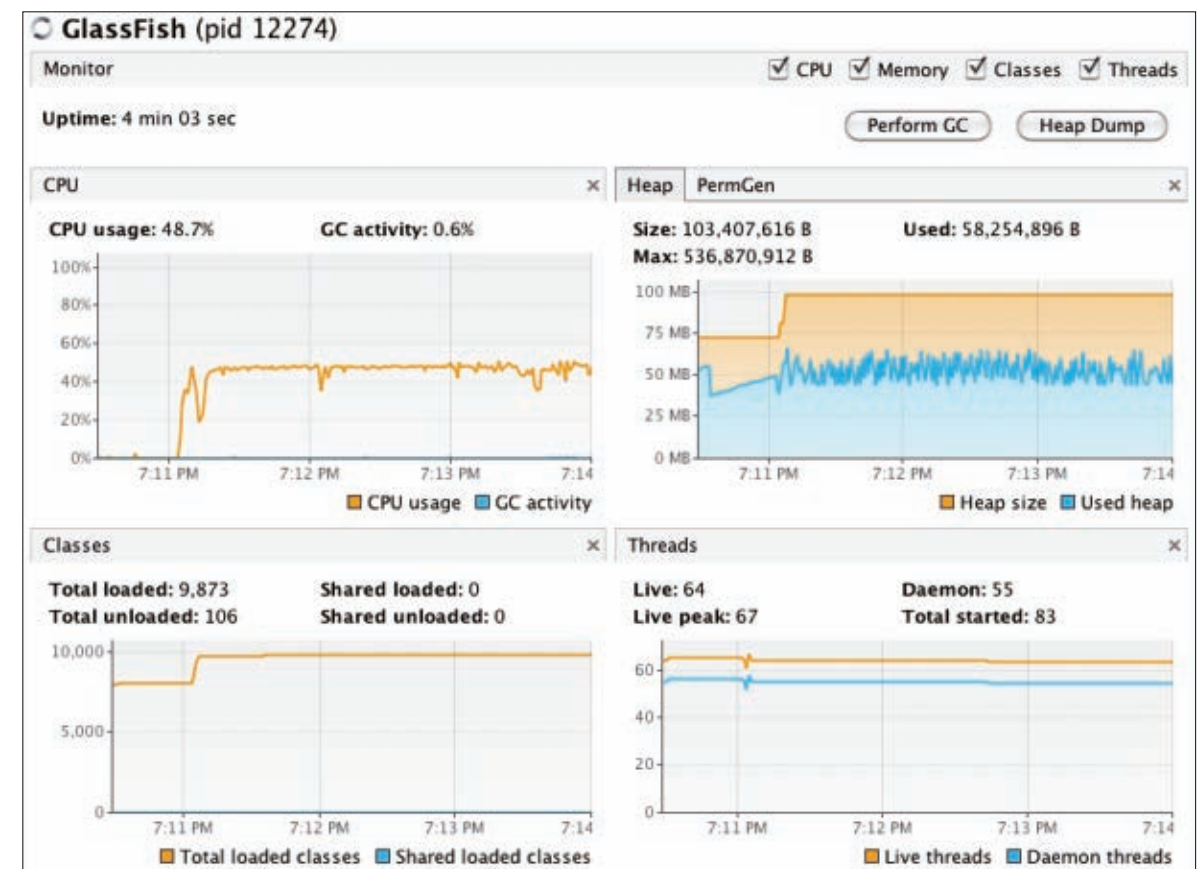 GlassFish (pid 12274)
Monitor
CPU Memory Classes Threads
Uptime: 4 min 03 sec
Perform GC Heap Dump
CPU
CPU usage: 48.7% GC activity: 0.6%
100%
80%
60%
40%
20%
0%
7:11 PM 7:12 PM 7:13 PM 7:14
CPU usage GC activity
Heap PermGen
Size: 103,407,616 B Used: 58,254,896 B
Max: 536,870,912 B
100 MB
75 MB
50 MB
25 MB
0 MB
7:11 PM 7:12 PM 7:13 PM 7:14
Heap size Used heap
Classes
Total loaded: 9,873 Shared loaded: 0
Total unloaded: 106 Shared unloaded: 0
10,000
5,000
0
7:11 PM 7:12 PM 7:13 PM 7:14
Total loaded classes Shared loaded classes
Threads
Live: 64 Daemon: 55
Live peak: 67 Total started: 83
60
40
20
0
7:11 PM 7:12 PM 7:13 PM 7:14
Live threads Daemon threads